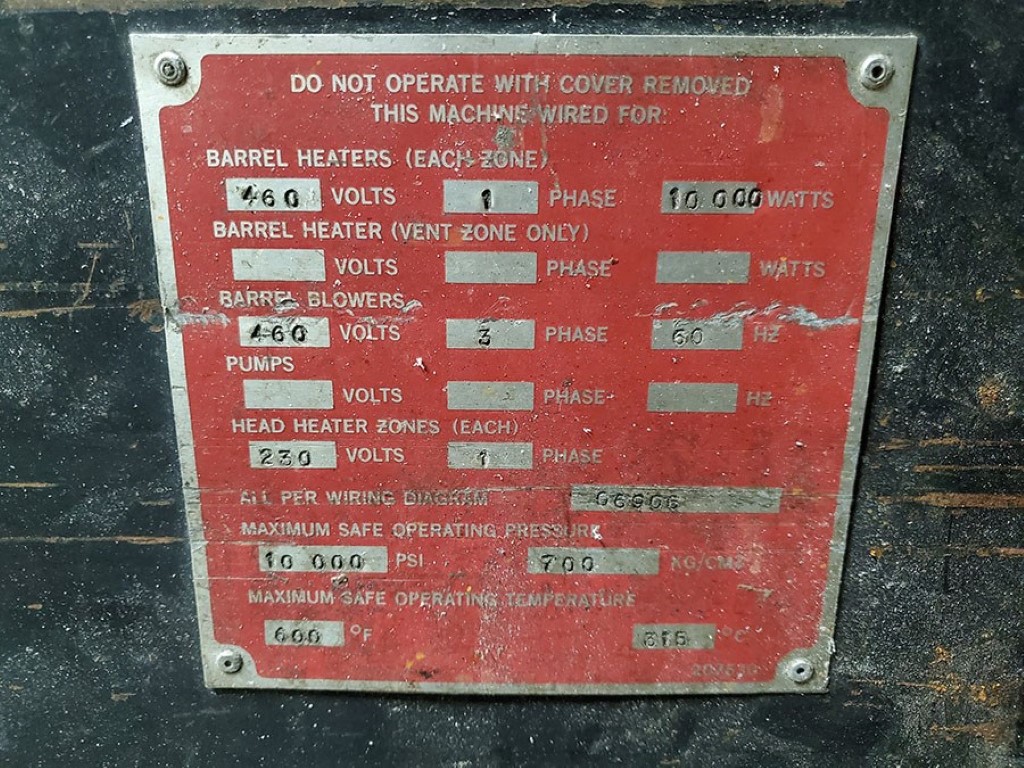 DO NOT OPERATE WITH COVER REMOVED
THIS MACHINE WIRED FOR:
BARREL HEATERS (EACH ZONE)
460 VOLTS 1 PHASE 10 000 WATTS
BARREL HEATER (VENT ZONE ONLY)
VOLTS PHASE WATTS
BARREL BLOWERS
460 VOLTS 3 PHASE 60 HZ
PUMPS
VOLTS PHASE HZ
HEAD HEATER ZONES (EACH)
230 VOLTS 1 PHASE
ALL PER WIRING DIAGRAM
MAXIMUM SAFE OPERATING PRESSURE
10 000 PSI 700 KG/CM²
MAXIMUM SAFE OPERATING TEMPERATURE
600 °F 315 °C